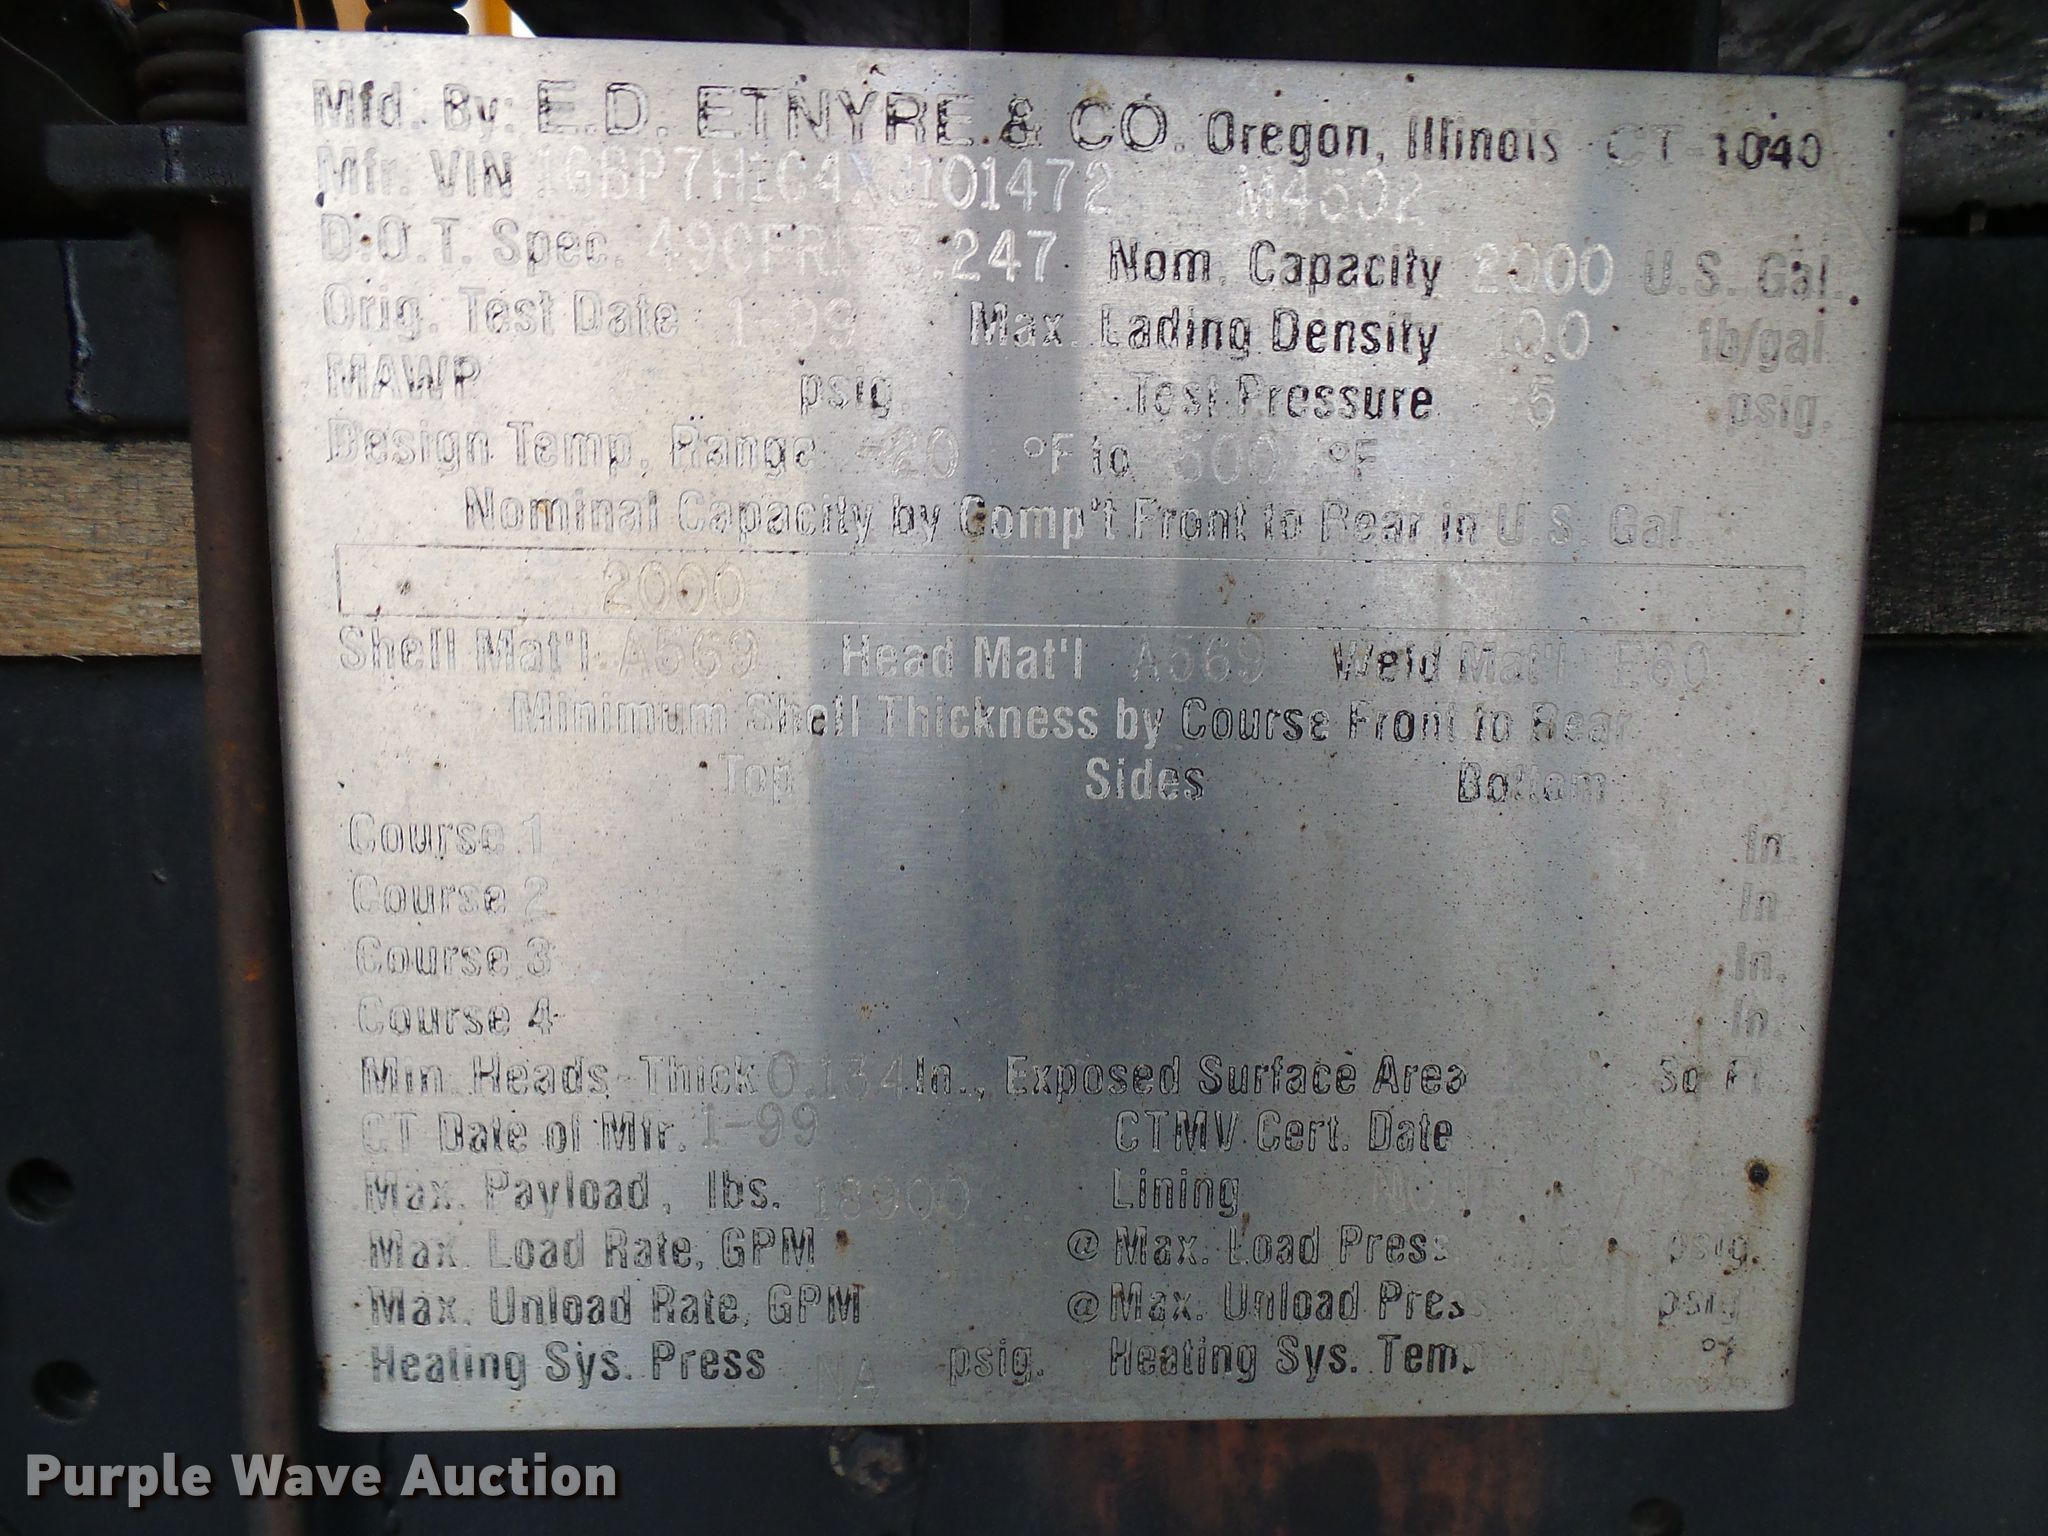 Mfd. By: E.D. ETNYRE & CO. Oregon, Illinois CT-1040
Mfr. VIN 1GBP7H1C4XJ101472 M4502
D.O.T. Spec. 49CFR173.247 Nom. Capacity 2000 U.S. Gal.
Orig. Test Date 1-99 Max. Lading Density 10.0 lb/gal
MAWP psig. Test Pressure 5 psig.
Design Temp. Range -20 °F to 500 °F
Nominal Capacity by Comp't Front to Rear in U.S. Gal.
2000
Shell Mat'l A569 Head Mat'l A569 Weld Mat'l E60
Minimum Shell Thickness by Course Front to Rear
Top Sides Bottom
Course 1 In.
Course 2 In.
Course 3 In.
Course 4 In.
Min. Heads Thick 0.134 In., Exposed Surface Area Sq Ft
CT Date of Mfr. 1-99 CTMV Cert. Date
Max. Payload, lbs. 18900 Lining
Max. Load Rate, GPM @ Max. Load Press psig.
Max. Unload Rate, GPM @ Max. Unload Press psig
Heating Sys. Press NA psig. Heating Sys. Temp NA °F
Purple Wave Auction